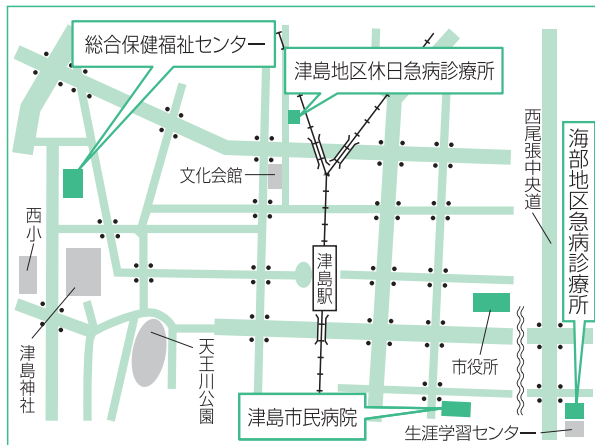 総合保健福祉センター
津島地区休日急病診療所
西尾張中央道
海部地区急病診療所
文化会館
西小
津島駅
市役所
津島神社
天王川公園
津島市民病院
生涯学習センター